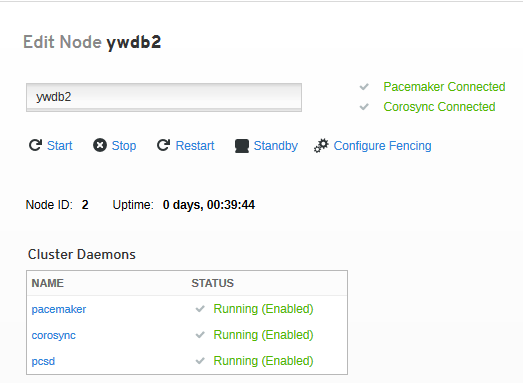 Edit Node ywdb2
ywdb2
Pacemaker Connected
Corosync Connected
Start Stop Restart Standby Configure Fencing
Node ID: 2 Uptime: 0 days, 00:39:44
Cluster Daemons
NAME STATUS
pacemaker Running (Enabled)
corosync Running (Enabled)
pcsd Running (Enabled)